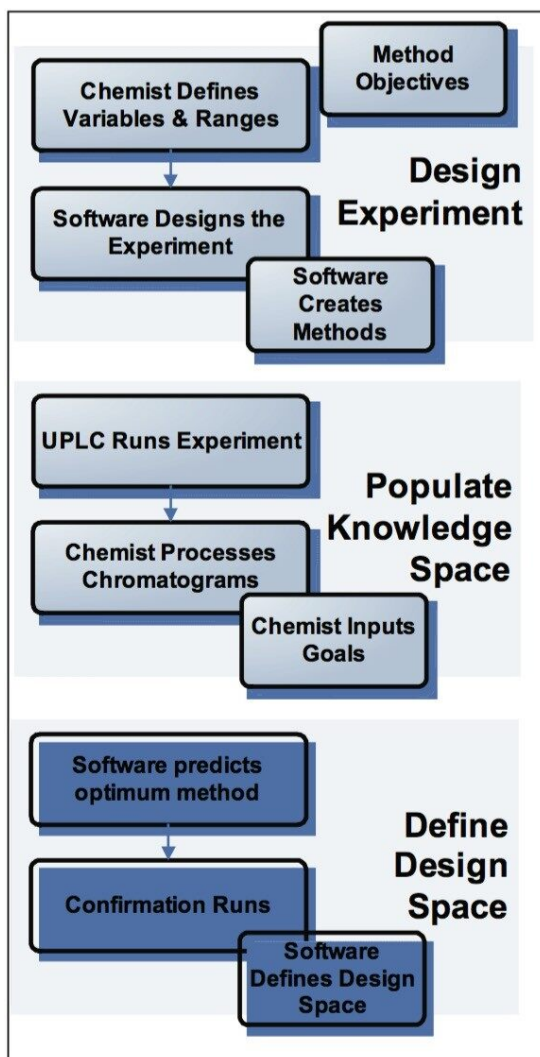 Method
Objectives
Chemist Defines
Variables & Ranges
Design
Experiment
Software Designs the
Experiment
Software
Creates
Methods
UPLC Runs Experiment
Populate
Knowledge
Space
Chemist Processes
Chromatograms
Chemist Inputs
Goals
Software predicts
optimum method
Define
Design
Space
Confirmation Runs
Software
Defines Design
Space